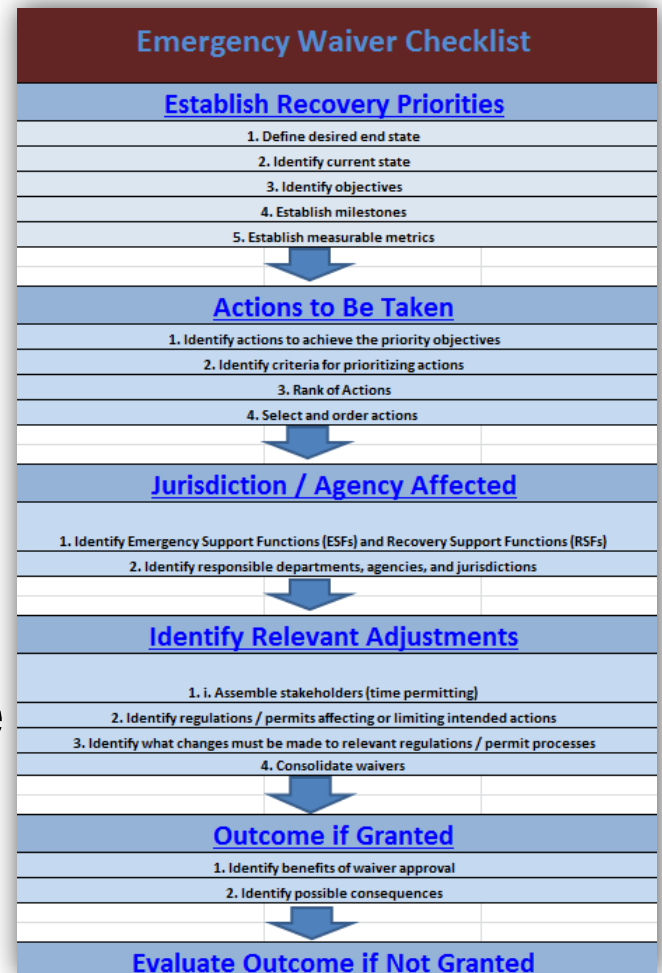 Emergency Waiver Checklist
Establish Recovery Priorities
1. Define desired end state
2. Identify current state
3. Identify objectives
4. Establish milestones
5. Establish measurable metrics
Actions to Be Taken
1. Identify actions to achieve the priority objectives
2. Identify criteria for prioritizing actions
3. Rank of Actions
4. Select and order actions
Jurisdiction / Agency Affected
1. Identify Emergency Support Functions (ESFs) and Recovery Support Functions (RSFs)
2. Identify responsible departments, agencies, and jurisdictions
Identify Relevant Adjustments
1. i. Assemble stakeholders (time permitting)
2. Identify regulations / permits affecting or limiting intended actions
3. Identify what changes must be made to relevant regulations / permit processes
4. Consolidate waivers
Outcome if Granted
1. Identify benefits of waiver approval
2. Identify possible consequences
Evaluate Outcome if Not Granted